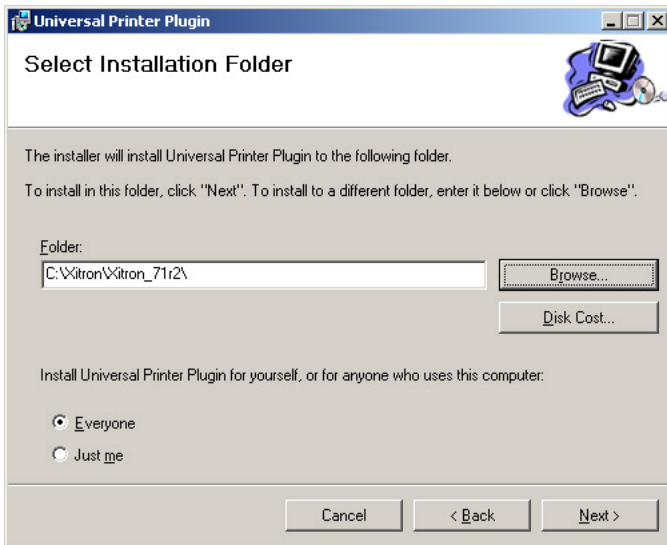 Universal Printer Plugin
Select Installation Folder
The installer will install Universal Printer Plugin to the following folder.
To install in this folder, click "Next". To install to a different folder, enter it below or click "Browse".
Folder:
C:\Xitron\Xitron_71r2\
Browse...
Disk Cost...
Install Universal Printer Plugin for yourself, or for anyone who uses this computer:
Everyone
Just me
Cancel
< Back
Next >